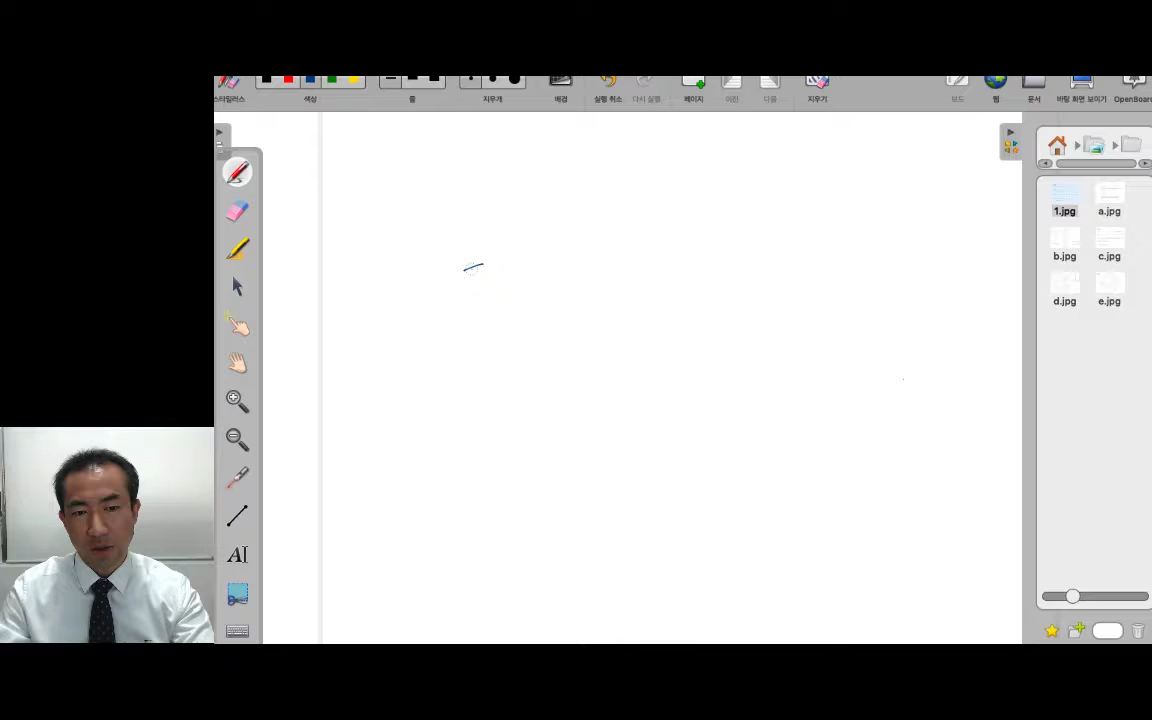 스타일러스 색상 줄 지우개 배경 실행 취소 다시 실행 페이지 이전 다음 지우기 보드 웹 문서 바탕 화면 보이기 OpenBoard
1.jpg a.jpg
b.jpg c.jpg
d.jpg e.jpg
AI